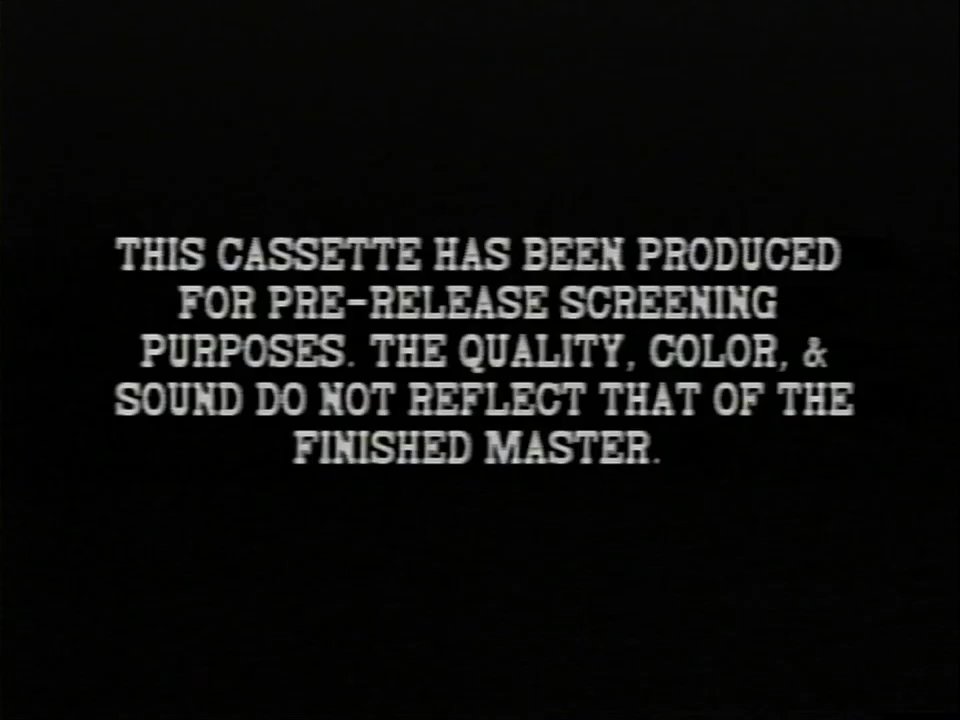 THIS CASSETTE HAS BEEN PRODUCED
FOR PRE-RELEASE SCREENING
PURPOSES. THE QUALITY, COLOR, &
SOUND DO NOT REFLECT THAT OF THE
FINISHED MASTER.